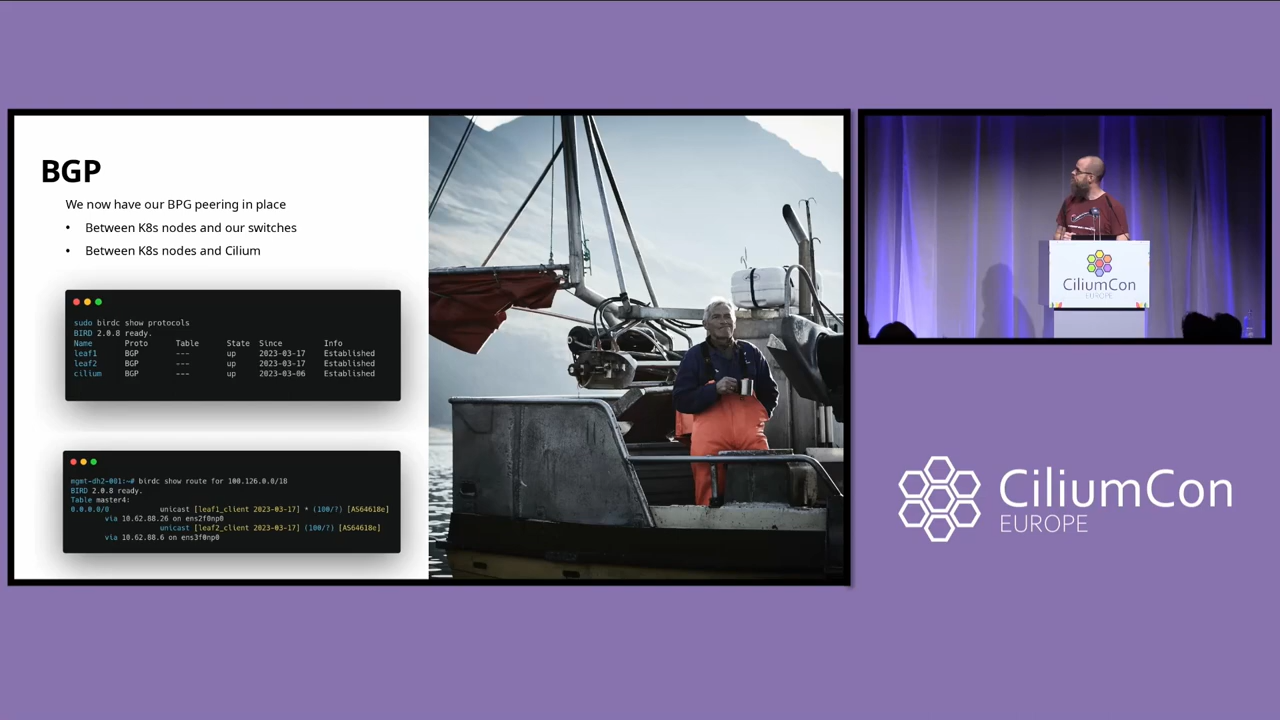 BGP
We now have our BPG peering in place
• Between K8s nodes and our switches
• Between K8s nodes and Cilium
sudo birdc show protocols
BIRD 2.0.8 ready.
Name Proto Table State Since Info
leaf1 BGP --- up 2023-03-17 Established
leaf2 BGP --- up 2023-03-17 Established
cilium BGP --- up 2023-03-06 Established
mgmt-dh2-001:~# birdc show route for 100.126.0.0/18
BIRD 2.0.8 ready.
Table master4:
0.0.0.0/0 unicast [leaf1_client 2023-03-17] * (100/?) [AS64618e]
via 10.62.88.26 on ens2f0np0
unicast [leaf2_client 2023-03-17] (100/?) [AS64618e]
via 10.62.88.6 on ens3f0np0
CiliumCon
EUROPE
CiliumCon
EUROPE